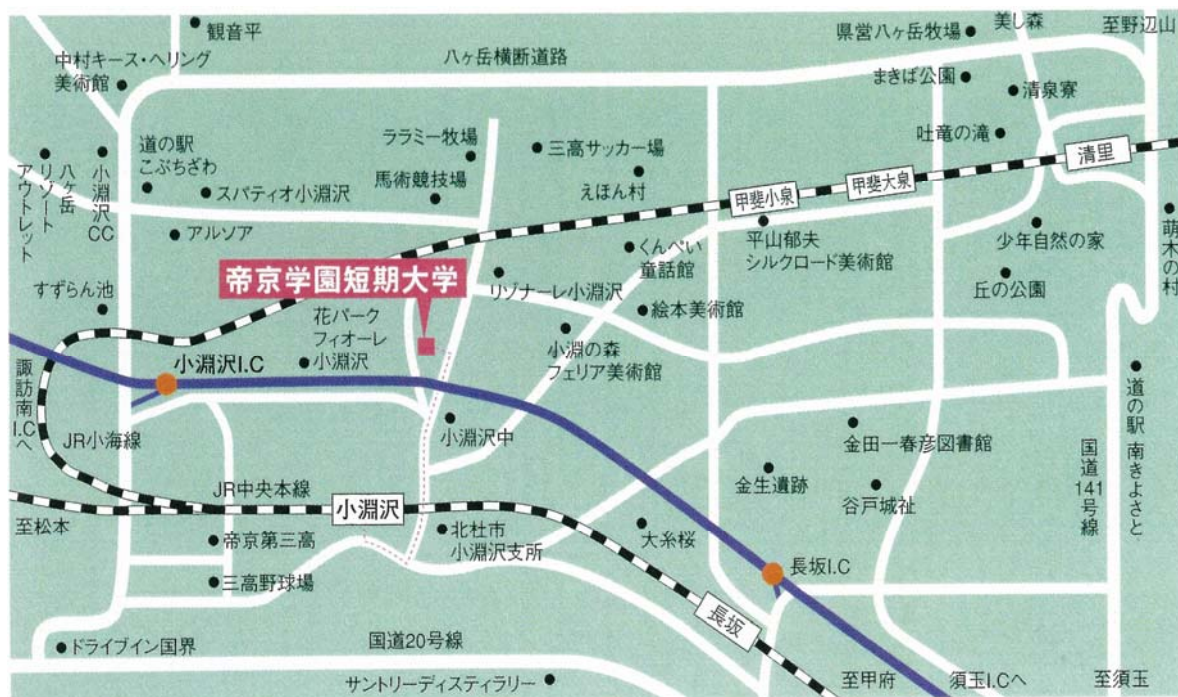 観音平
中村キース・ヘリング
美術館
八ヶ岳横断道路
県営八ヶ岳牧場
美し森
至野辺山
まきば公園
清泉寮
吐竜の滝
清里
甲斐大泉
甲斐小泉
三高サッカー場
えほん村
ララミー牧場
馬術競技場
道の駅
こぶちざわ
スパティオ小淵沢
アルソア
小淵沢CC
八ヶ岳
リゾート
アウトレット
すずらん池
帝京学園短期大学
花パーク
フィオーレ
小淵沢
リゾナーレ小淵沢
くんぺい
童話館
絵本美術館
小淵の森
フェリア美術館
平山郁夫
シルクロード美術館
少年自然の家
丘の公園
萌木の村
小淵沢I.C
諏訪南I.Cへ
JR小海線
小淵沢中
金田一春彦図書館
金生遺跡
谷戸城祉
国道141号線
道の駅 南きよさと
JR中央本線
小淵沢
至松本
帝京第三高
三高野球場
北杜市
小淵沢支所
大糸桜
長坂I.C
長坂
ドライブイン国界
国道20号線
サントリーディスティラリー
至甲府
須玉I.Cへ
至須玉